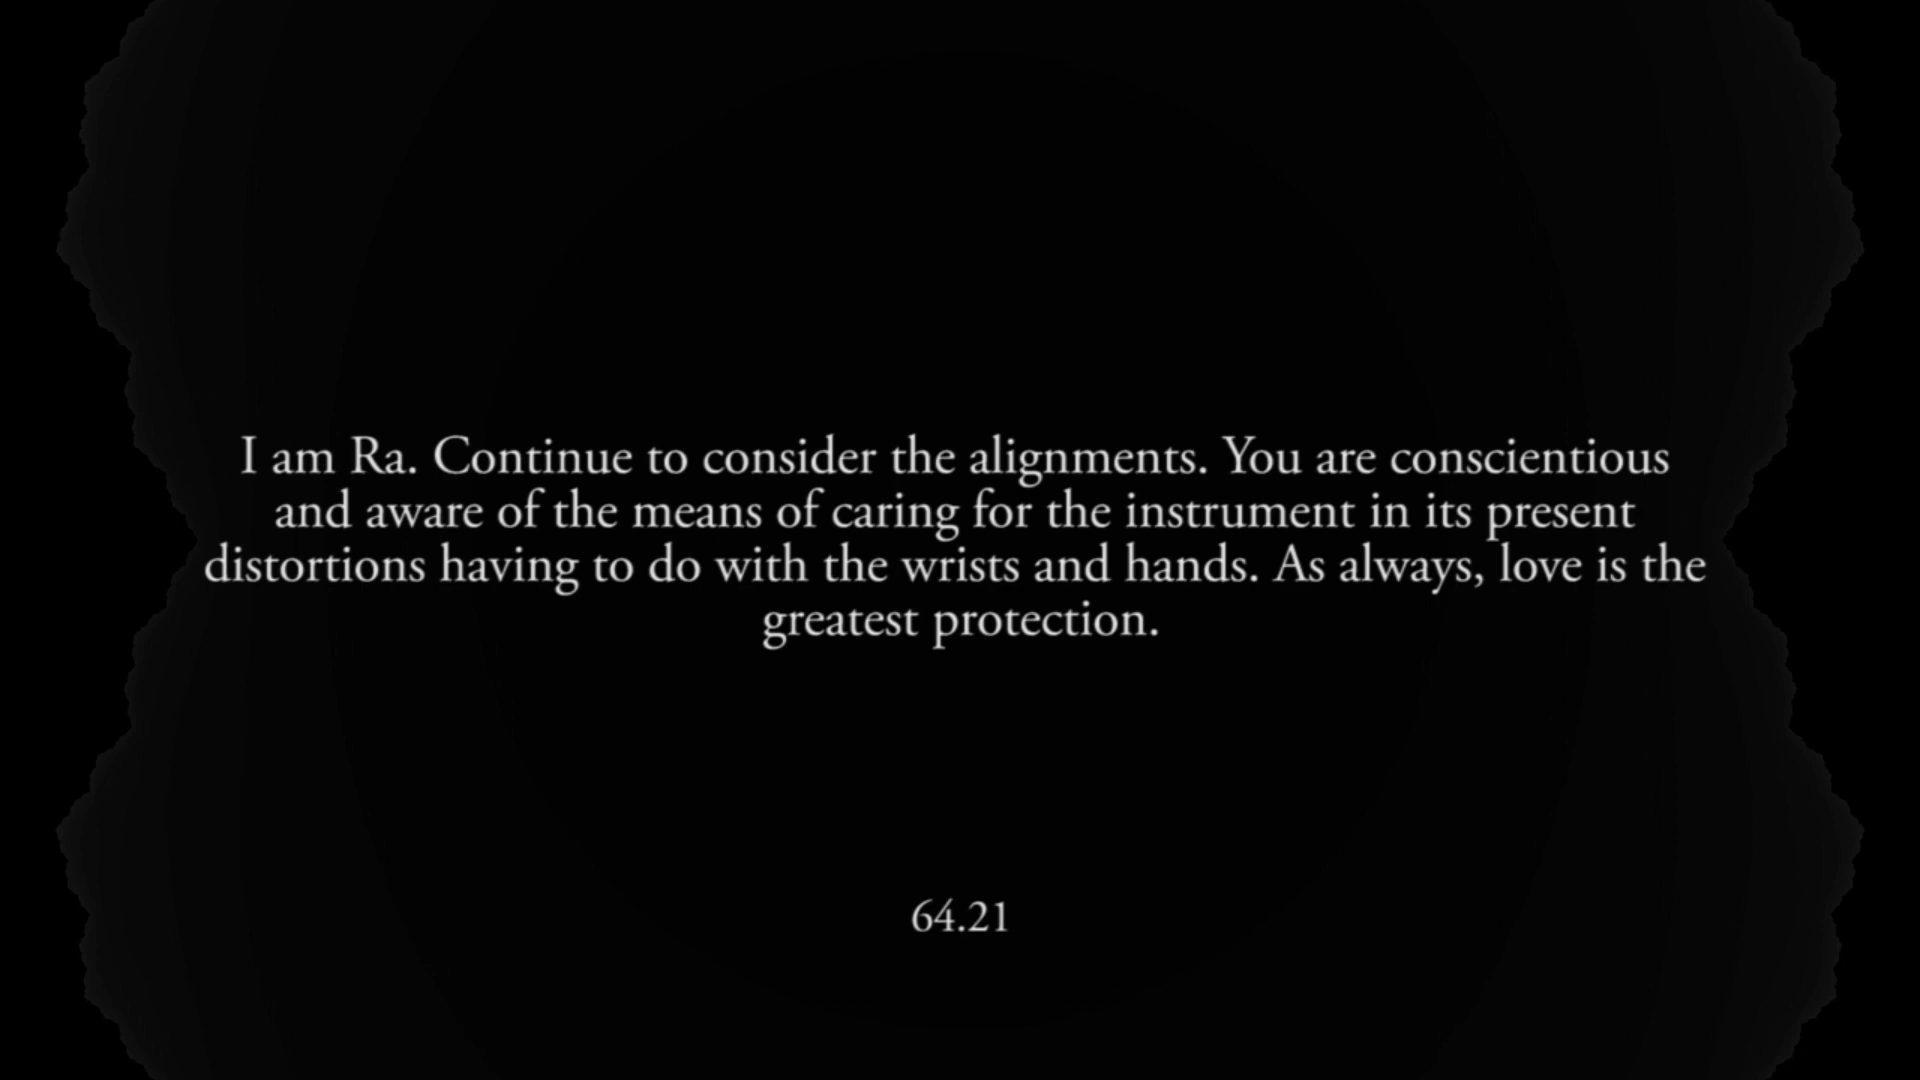 I am Ra. Continue to consider the alignments. You are conscientious
and aware of the means of caring for the instrument in its present
distortions having to do with the wrists and hands. As always, love is the
greatest protection.
64.21